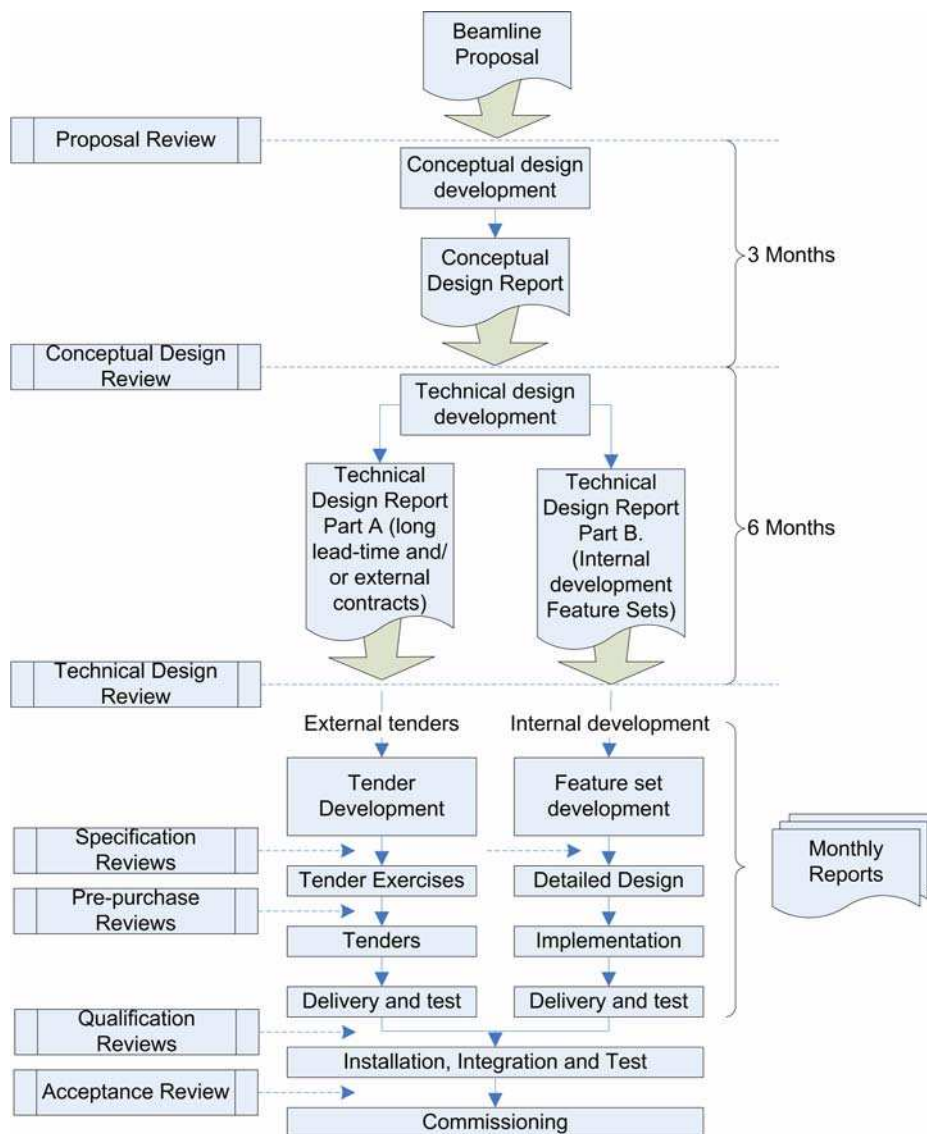 Beamline
Proposal
Proposal Review
Conceptual design
development
Conceptual
Design Report
3 Months
Conceptual Design
Review
Technical design
development
Technical
Design Report
Part A (long
lead-time and/
or external
contracts)
Technical
Design Report
Part B.
(Internal
development
Feature Sets)
6 Months
Technical Design
Review
External tenders
Internal development
Tender
Development
Feature set
development
Specification
Reviews
Monthly
Reports
Tender Exercises
Detailed Design
Pre-purchase
Reviews
Tenders
Implementation
Delivery and test
Delivery and test
Qualification
Reviews
Installation, Integration and Test
Acceptance Review
Commissioning